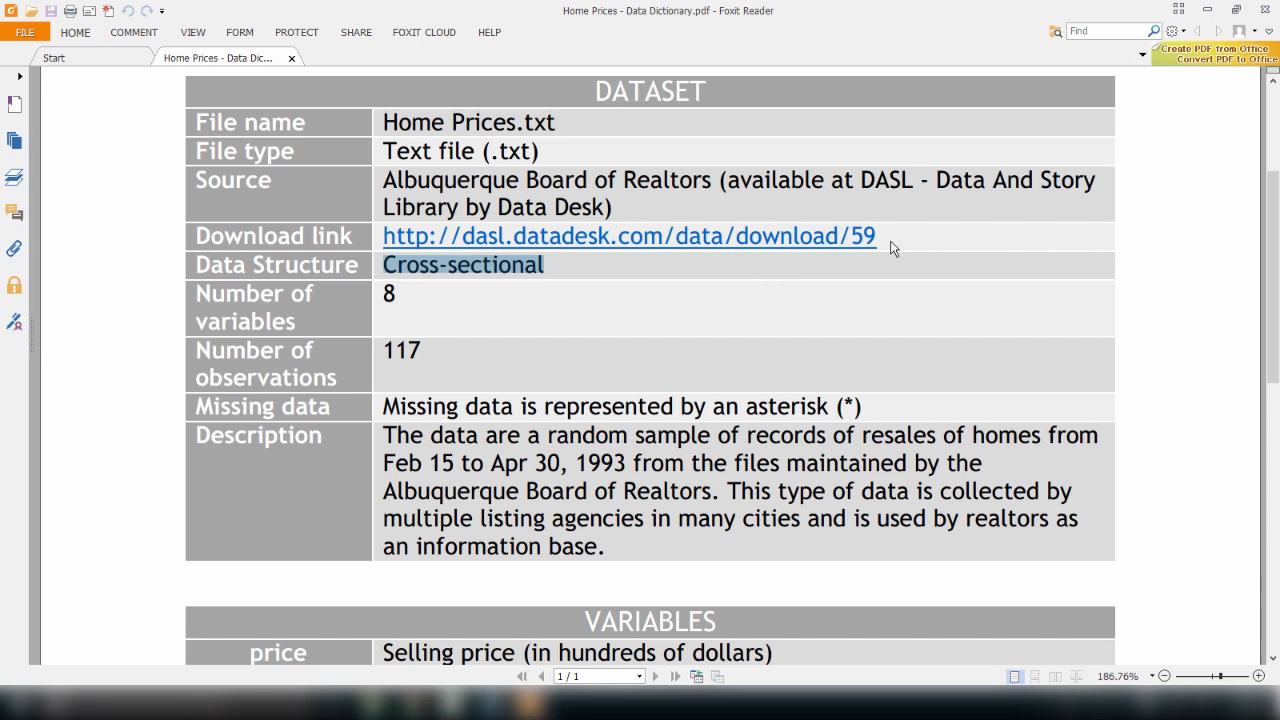 Home Prices - Data Dictionary.pdf - Foxit Reader
FILE HOME COMMENT VIEW FORM PROTECT SHARE FOXIT CLOUD HELP Find
Start Home Prices - Data Dic...
Create PDF from Office
Convert PDF to Office
DATASET
File name Home Prices.txt
File type Text file (.txt)
Source Albuquerque Board of Realtors (available at DASL - Data And Story
Library by Data Desk)
Download link http://dasl.datadesk.com/data/download/59
Data Structure Cross-sectional
Number of 8
variables
Number of 117
observations
Missing data Missing data is represented by an asterisk (*)
Description The data are a random sample of records of resales of homes from
Feb 15 to Apr 30, 1993 from the files maintained by the
Albuquerque Board of Realtors. This type of data is collected by
multiple listing agencies in many cities and is used by realtors as
an information base.
VARIABLES
price Selling price (in hundreds of dollars)
1 / 1 186.76%